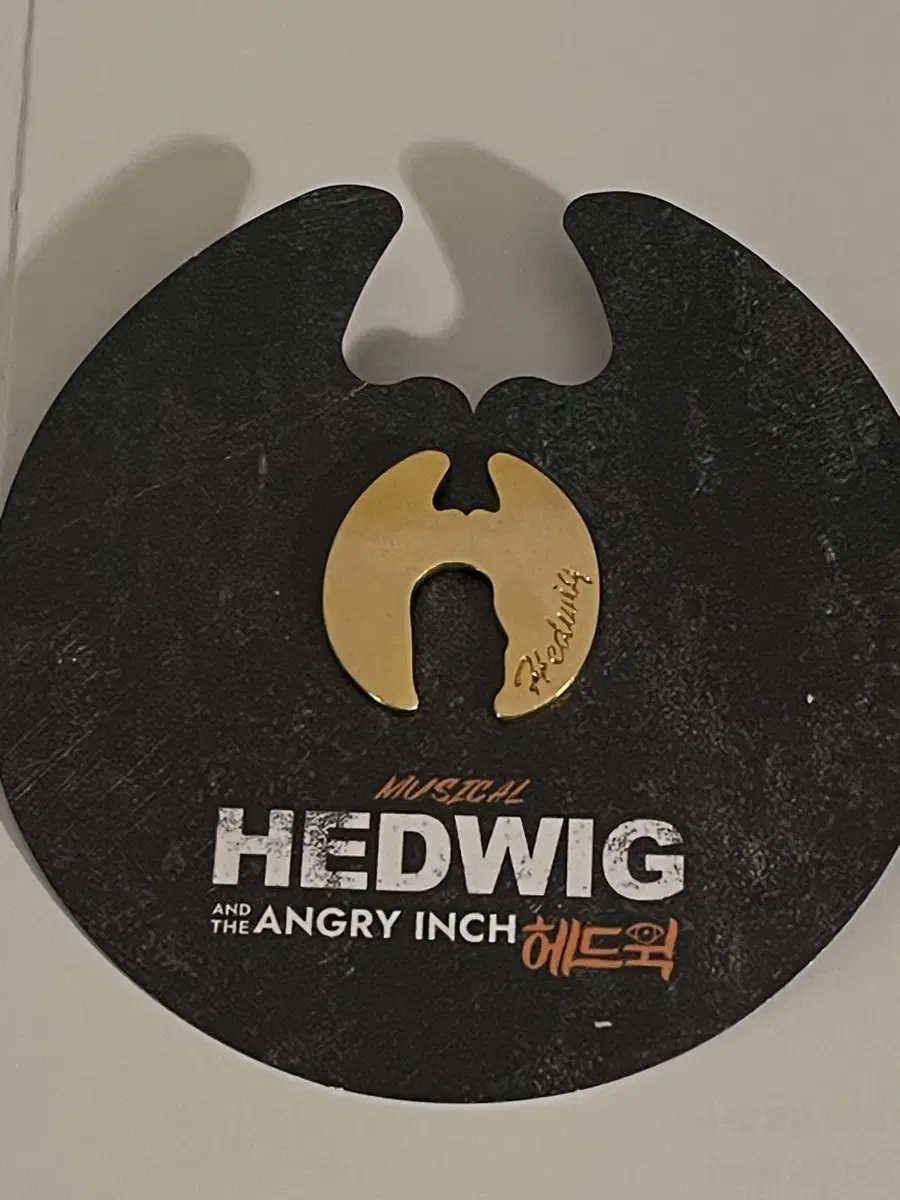 Hedwig
MUSICAL
HEDWIG
AND THE ANGRY INCH 헤드윅